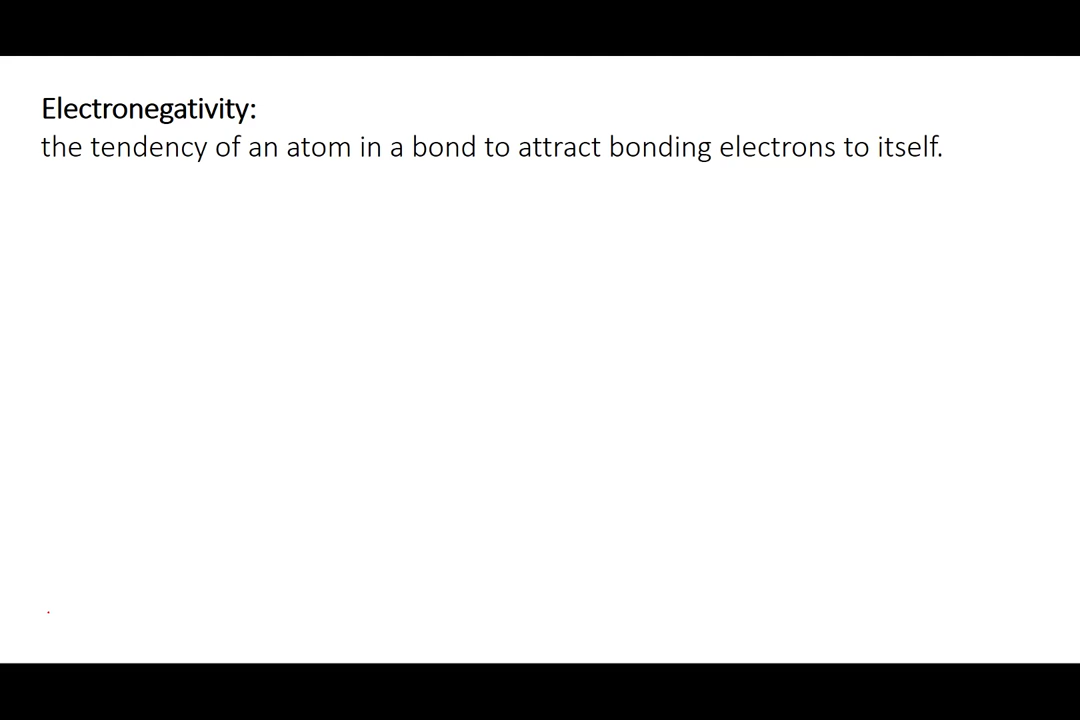 Electronegativity:
the tendency of an atom in a bond to attract bonding electrons to itself.